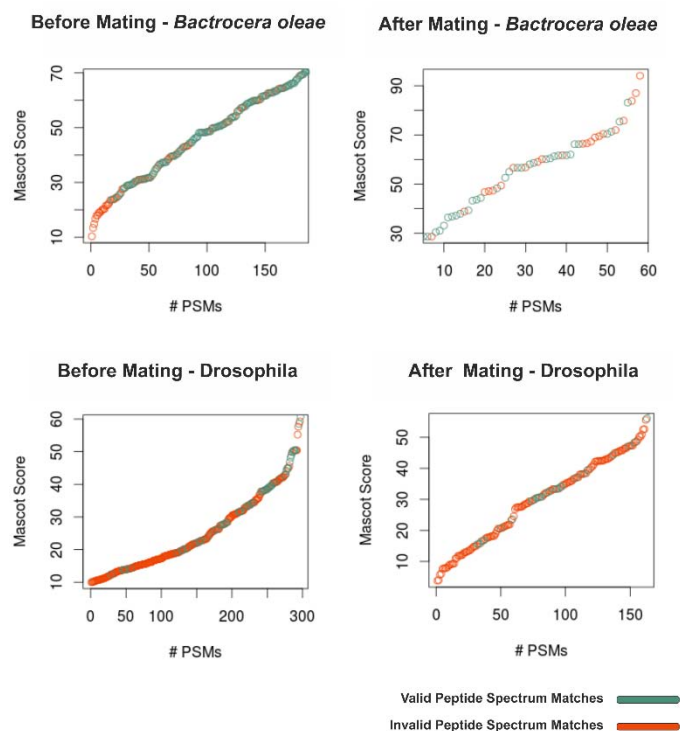 Before Mating - Bactrocera oleae
After Mating - Bactrocera oleae
Mascot Score
70
50
30
10
0
50
100
150
# PSMs
Mascot Score
90
70
50
30
10
20
30
40
50
60
# PSMs
Before Mating - Drosophila
After Mating - Drosophila
Mascot Score
60
50
40
30
20
10
0
50
100
200
300
# PSMs
Mascot Score
50
40
30
20
10
0
50
100
150
# PSMs
Valid Peptide Spectrum Matches
Invalid Peptide Spectrum Matches